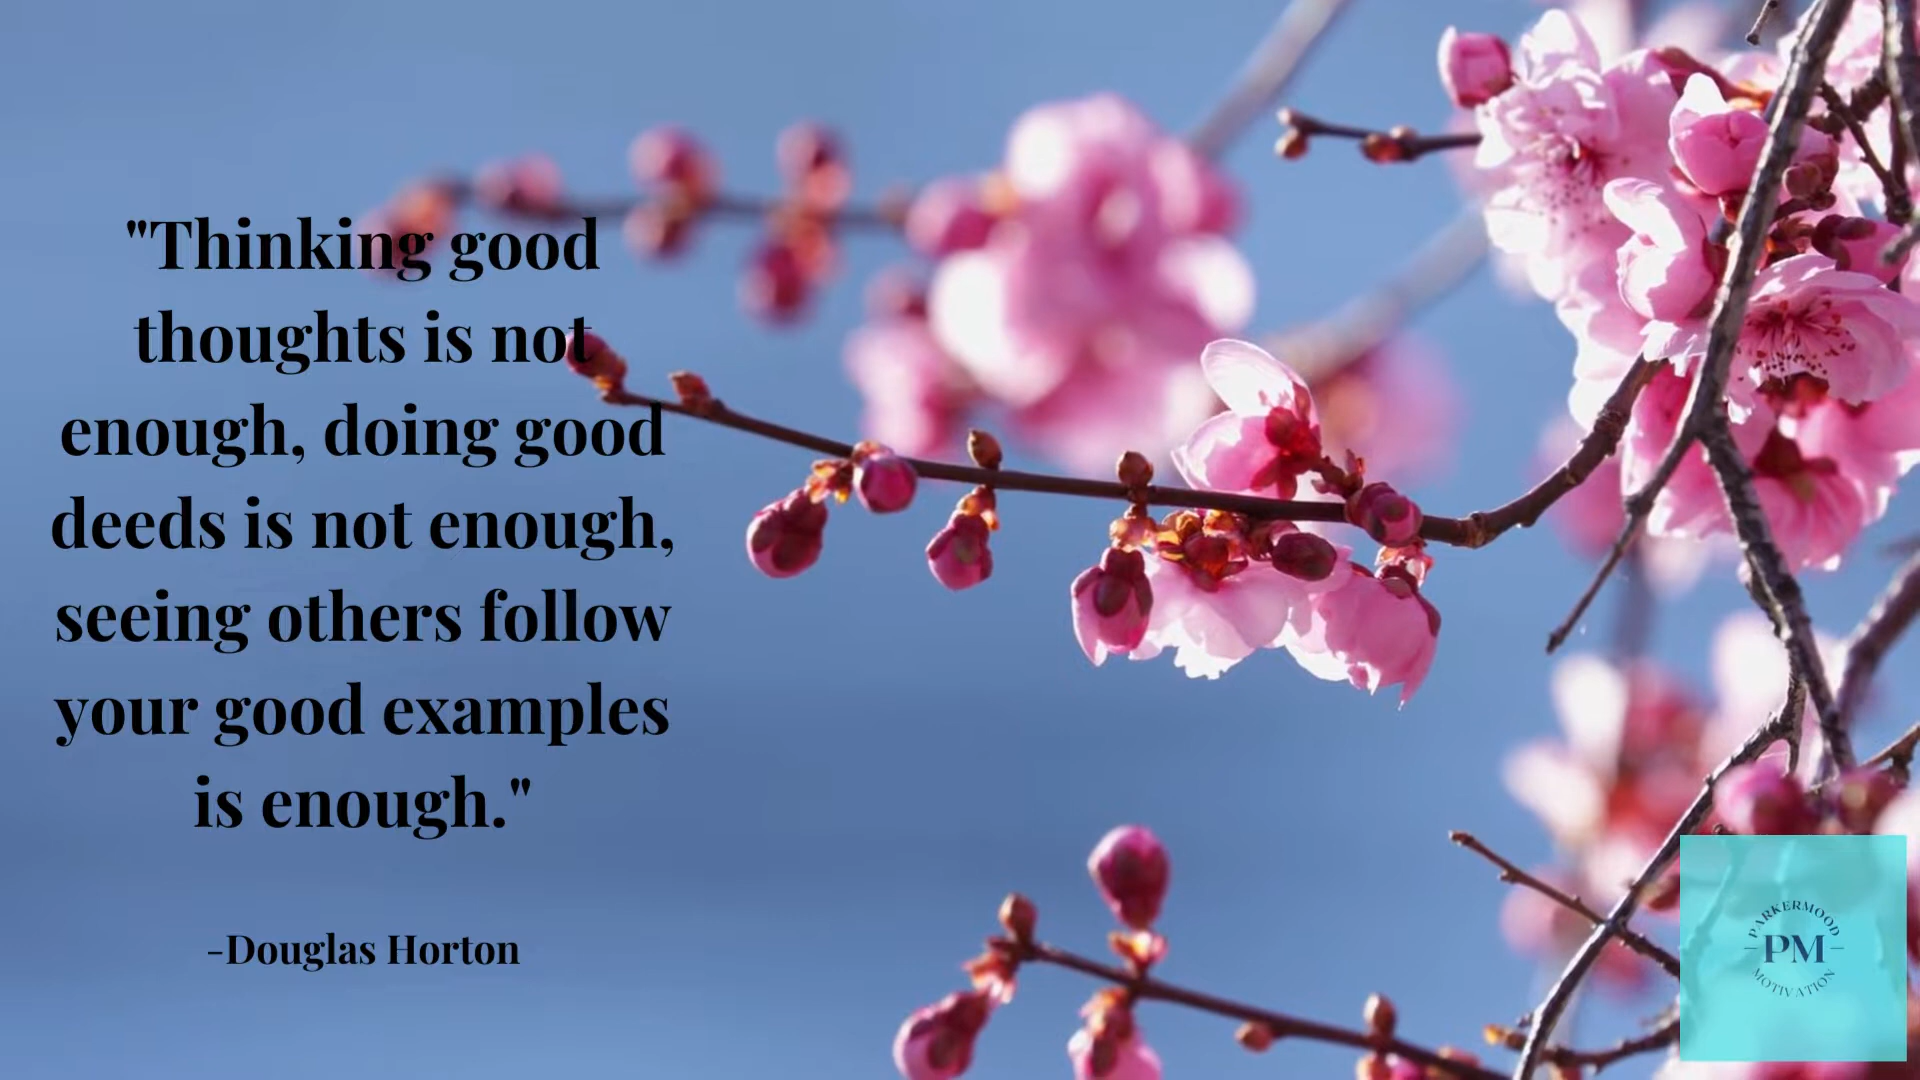 "Thinking good
thoughts is not
enough, doing good
deeds is not enough,
seeing others follow
your good examples
is enough."
-Douglas Horton
PARKERMOOD
PM
MOTIVATION